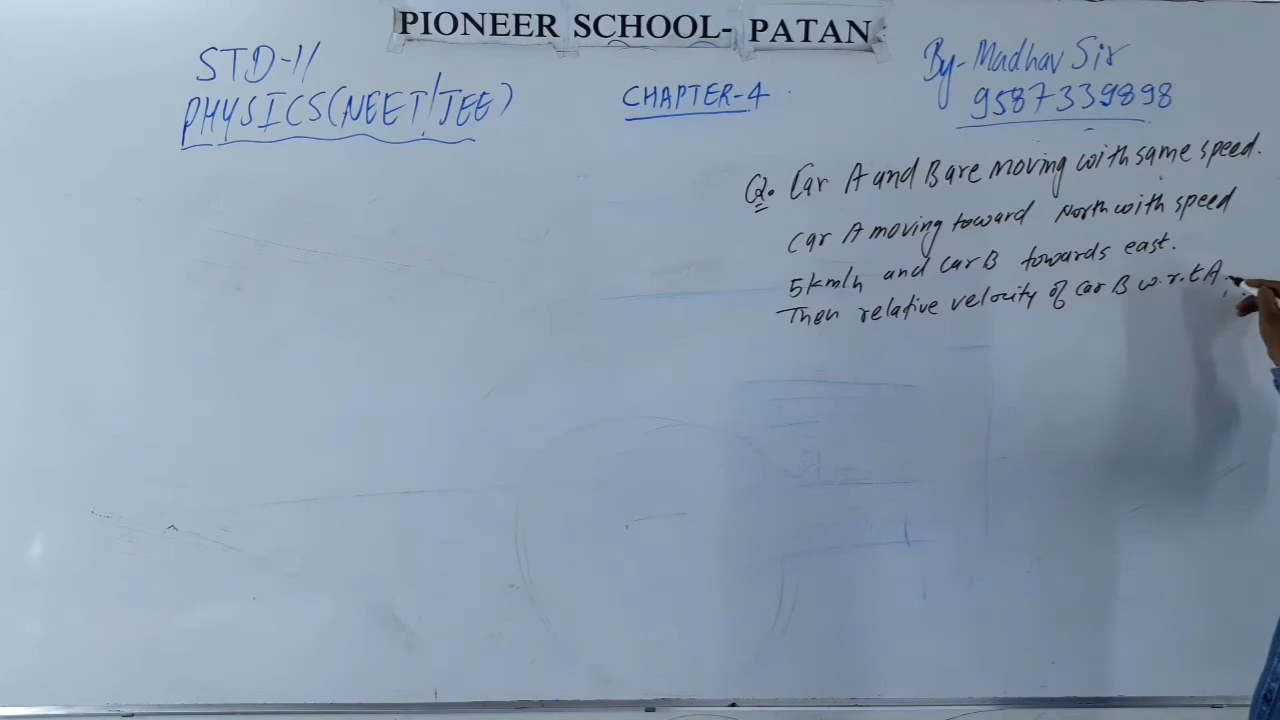 PIONEER SCHOOL- PATAN
STD-11
PHYSICS(NEET/JEE)
CHAPTER-4
By- Madhav Sir
9587339898
Q. Car A and B are moving with same speed.
Car A moving toward North with speed
5km/h and car B towards east.
Then relative velocity of car B w.r.t A